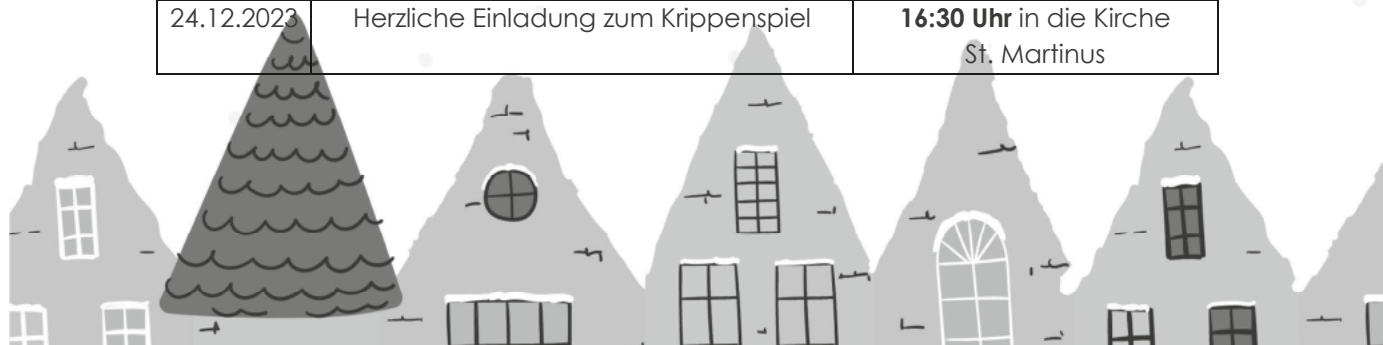 24.12.2023 Herzliche Einladung zum Krippenspiel 16:30 Uhr in die Kirche
St. Martinus